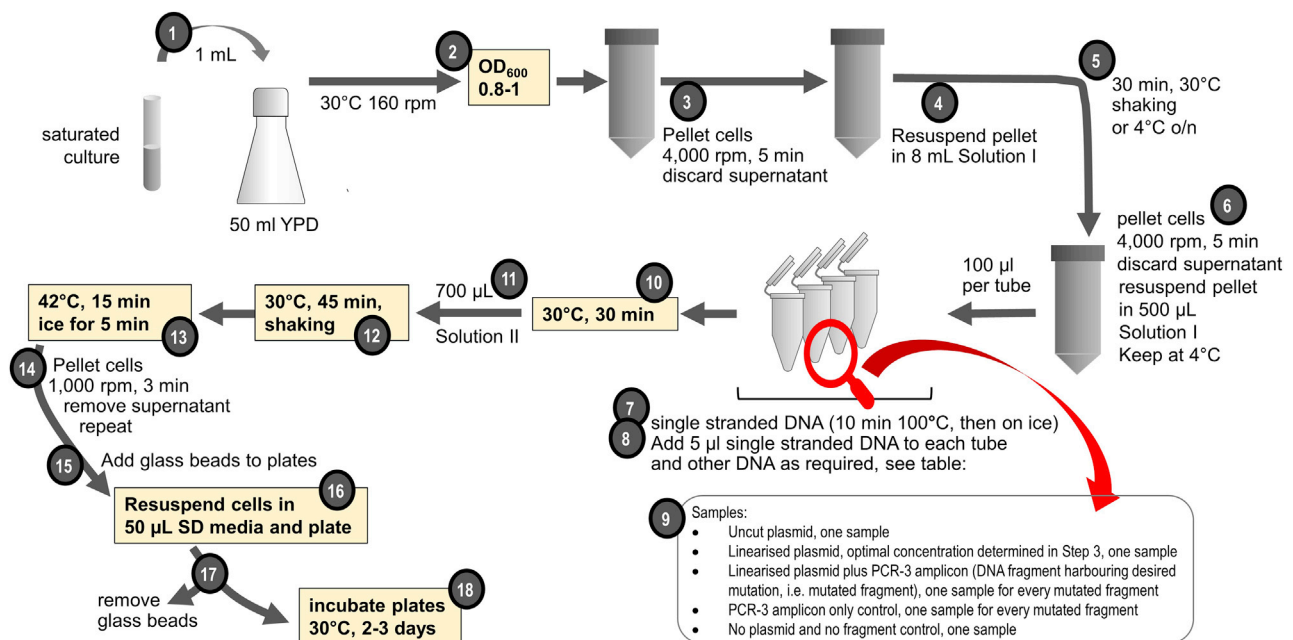 1
1 mL
saturated
culture
50 ml YPD
30°C 160 rpm
2
OD600
0.8-1
3
Pellet cells
4,000 rpm, 5 min
discard supernatant
4
Resuspend pellet
in 8 mL Solution I
5
30 min, 30°C
shaking
or 4°C o/n
6
pellet cells
4,000 rpm, 5 min
discard supernatant
resuspend pellet
in 500 µL
Solution I
Keep at 4°C
100 µl
per tube
7
single stranded DNA (10 min 100°C, then on ice)
8
Add 5 µl single stranded DNA to each tube
and other DNA as required, see table:
9
Samples:
• Uncut plasmid, one sample
• Linearised plasmid, optimal concentration determined in Step 3, one sample
• Linearised plasmid plus PCR-3 amplicon (DNA fragment harbouring desired
mutation, i.e. mutated fragment), one sample for every mutated fragment
• PCR-3 amplicon only control, one sample for every mutated fragment
• No plasmid and no fragment control, one sample
10
30°C, 30 min
11
700 µL
Solution II
12
30°C, 45 min,
shaking
13
42°C, 15 min
ice for 5 min
14
Pellet cells
1,000 rpm, 3 min
remove supernatant
repeat
15
Add glass beads to plates
16
Resuspend cells in
50 µL SD media and plate
17
remove
glass beads
18
incubate plates
30°C, 2-3 days